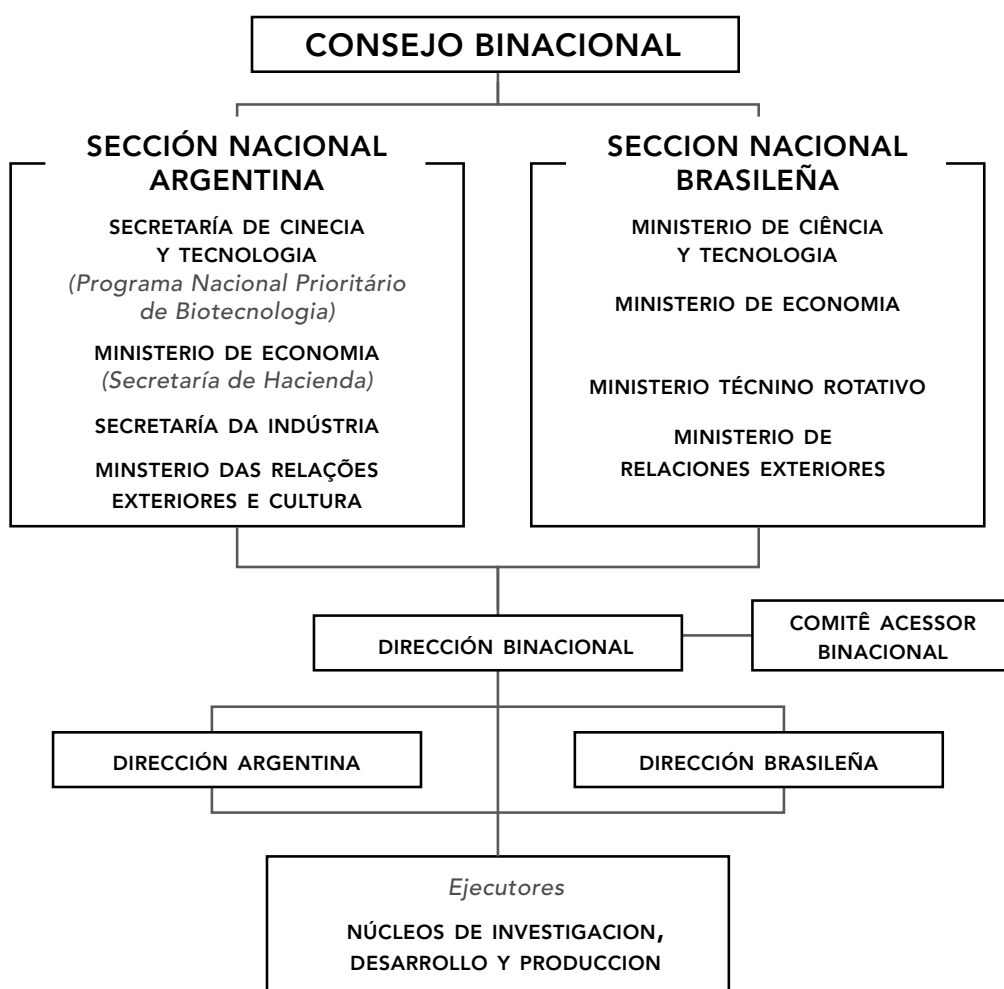 CONSEJO BINACIONAL
SECCIÓN NACIONAL
ARGENTINA
SECRETARÍA DE CINECIA
Y TECNOLOGIA
(Programa Nacional Prioritário
de Biotecnologia)
MINISTERIO DE ECONOMIA
(Secretaría de Hacienda)
SECRETARÍA DA INDÚSTRIA
MINSTERIO DAS RELAÇÕES
EXTERIORES E CULTURA
SECCION NACIONAL
BRASILEÑA
MINISTERIO DE CIÊNCIA
Y TECNOLOGIA
MINISTERIO DE ECONOMIA
MINISTERIO TÉCNINO ROTATIVO
MINISTERIO DE
RELACIONES EXTERIORES
DIRECCIÓN BINACIONAL
COMITÊ ACESSOR
BINACIONAL
DIRECCIÓN ARGENTINA
DIRECCIÓN BRASILEÑA
Ejecutores
NÚCLEOS DE INVESTIGACION,
DESARROLLO Y PRODUCCION